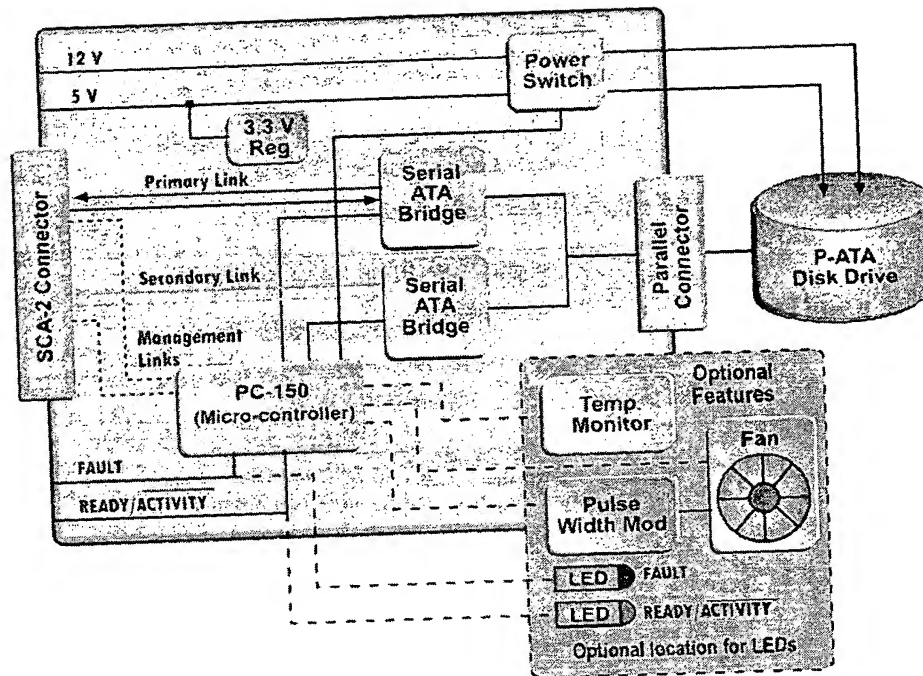 12 V
5 V
Power
Switch
3.3 V
Reg
SCA-2 Connector
Primary Link
Serial
ATA
Bridge
Secondary Link
Serial
ATA
Bridge
Parallel
Connector
P-ATA
Disk Drive
Management
Links
PC-150
(Micro-controller)
Optional
Features
Temp.
Monitor
Fan
FAULT
READY/ACTIVITY
Pulse
Width Mod
LED
FAULT
LED
READY/ACTIVITY
Optional location for LEDs